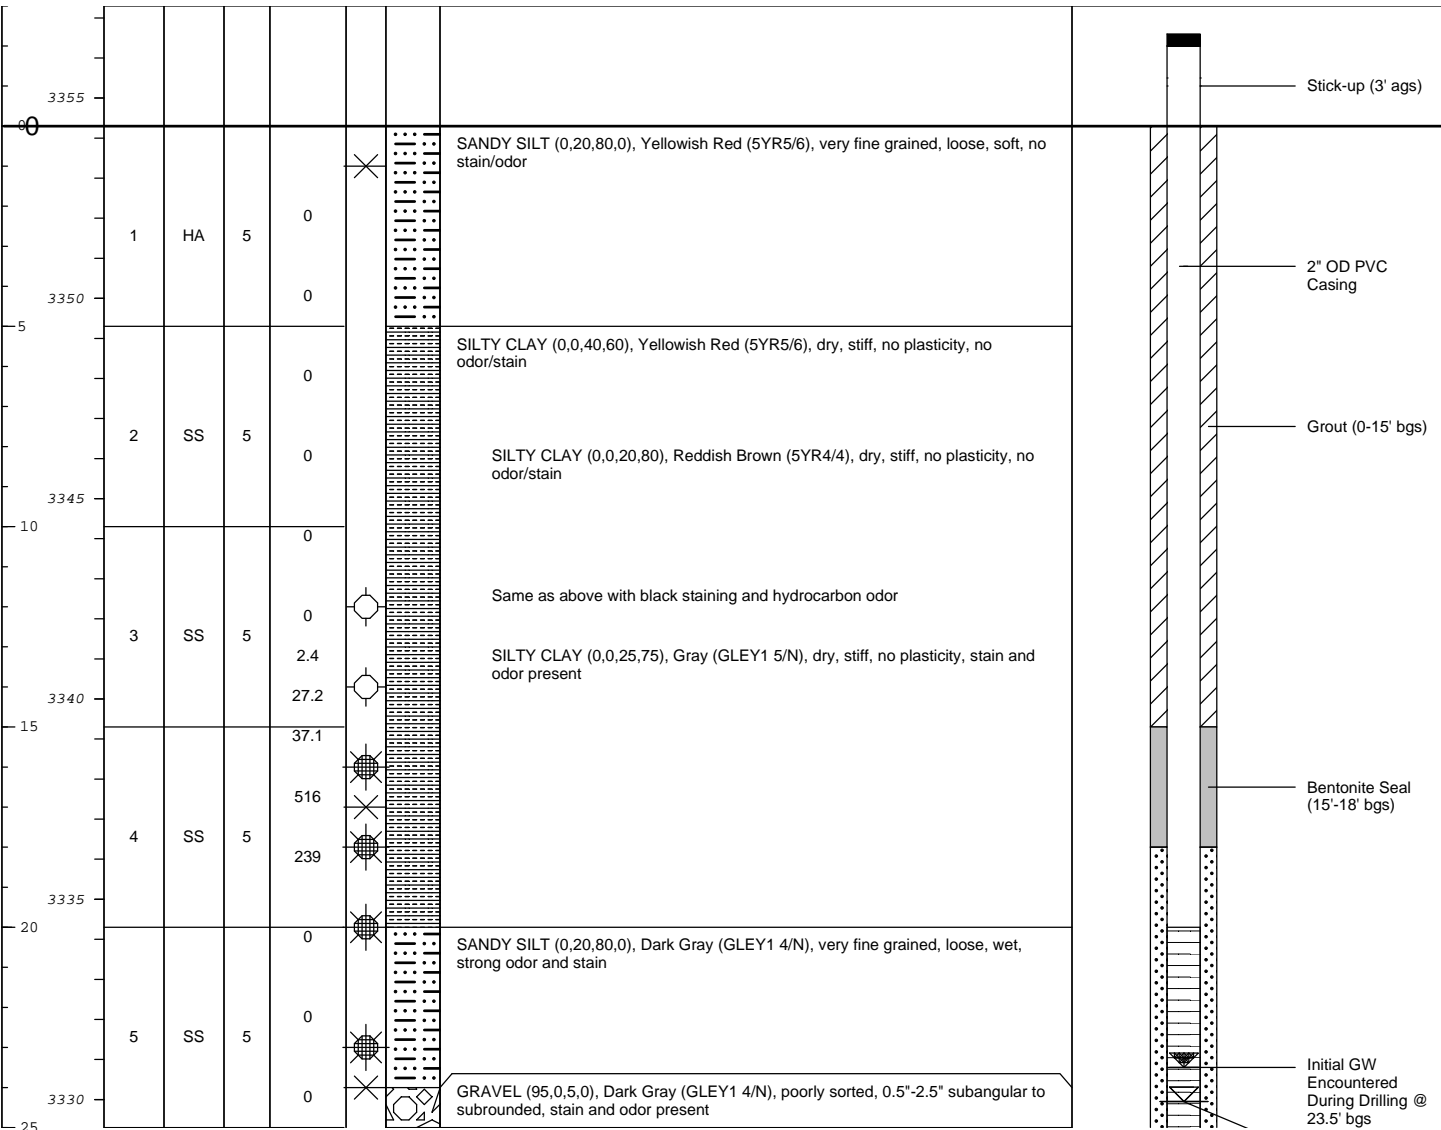 3355
Stick-up (3' ags)
0
0
SANDY SILT (0,20,80,0), Yellowish Red (5YR5/6), very fine grained, loose, soft, no
stain/odor
0
1 HA 5
2" OD PVC
Casing
3350
0
5
SILTY CLAY (0,0,40,60), Yellowish Red (5YR5/6), dry, stiff, no plasticity, no
odor/stain
0
2 SS 5
Grout (0-15' bgs)
0
SILTY CLAY (0,0,20,80), Reddish Brown (5YR4/4), dry, stiff, no plasticity, no
odor/stain
3345
10
0
Same as above with black staining and hydrocarbon odor
0
3 SS 5
2.4
SILTY CLAY (0,0,25,75), Gray (GLEY1 5/N), dry, stiff, no plasticity, stain and
odor present
3340
27.2
15
37.1
Bentonite Seal
(15'-18' bgs)
516
4 SS 5
239
3335
20
0
SANDY SILT (0,20,80,0), Dark Gray (GLEY1 4/N), very fine grained, loose, wet,
strong odor and stain
0
5 SS 5
Initial GW
Encountered
During Drilling @
23.5' bgs
3330
0
GRAVEL (95,0,5,0), Dark Gray (GLEY1 4/N), poorly sorted, 0.5"-2.5" subangular to
subrounded, stain and odor present
25